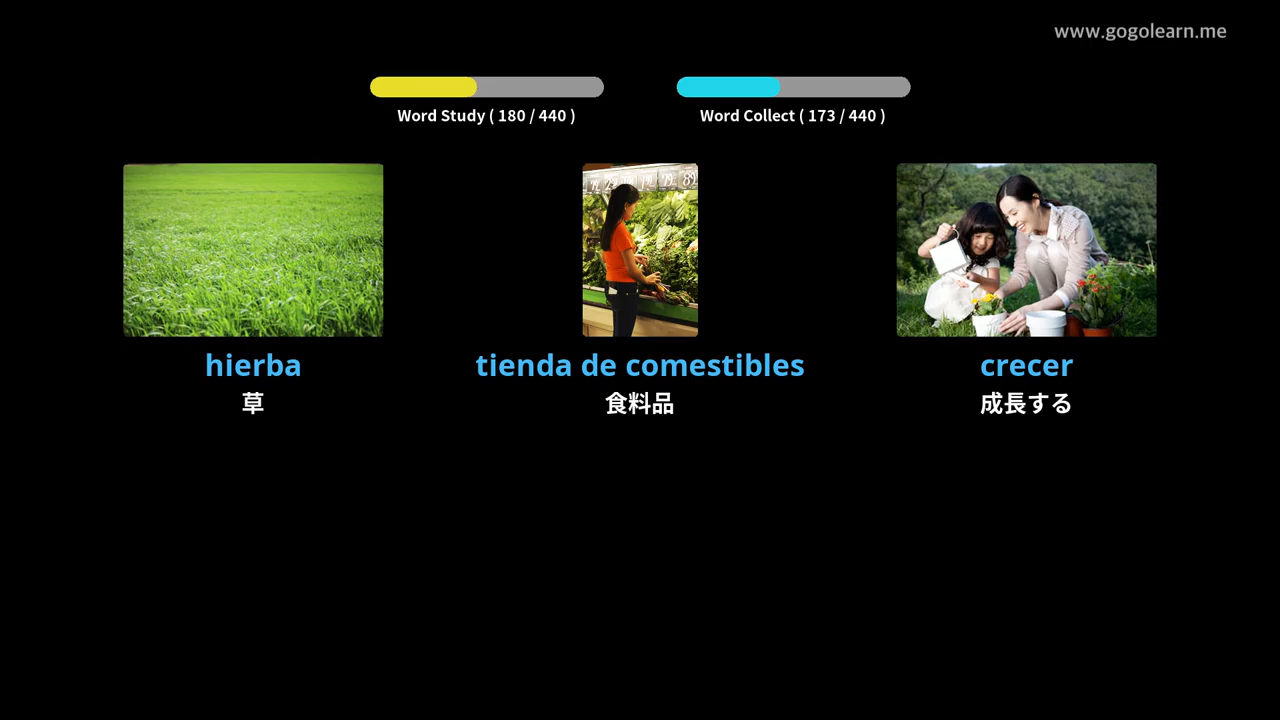 www.gogolearn.me
Word Study ( 180 / 440 )
Word Collect ( 173 / 440 )
hierba
草
tienda de comestibles
食料品
crecer
成長する